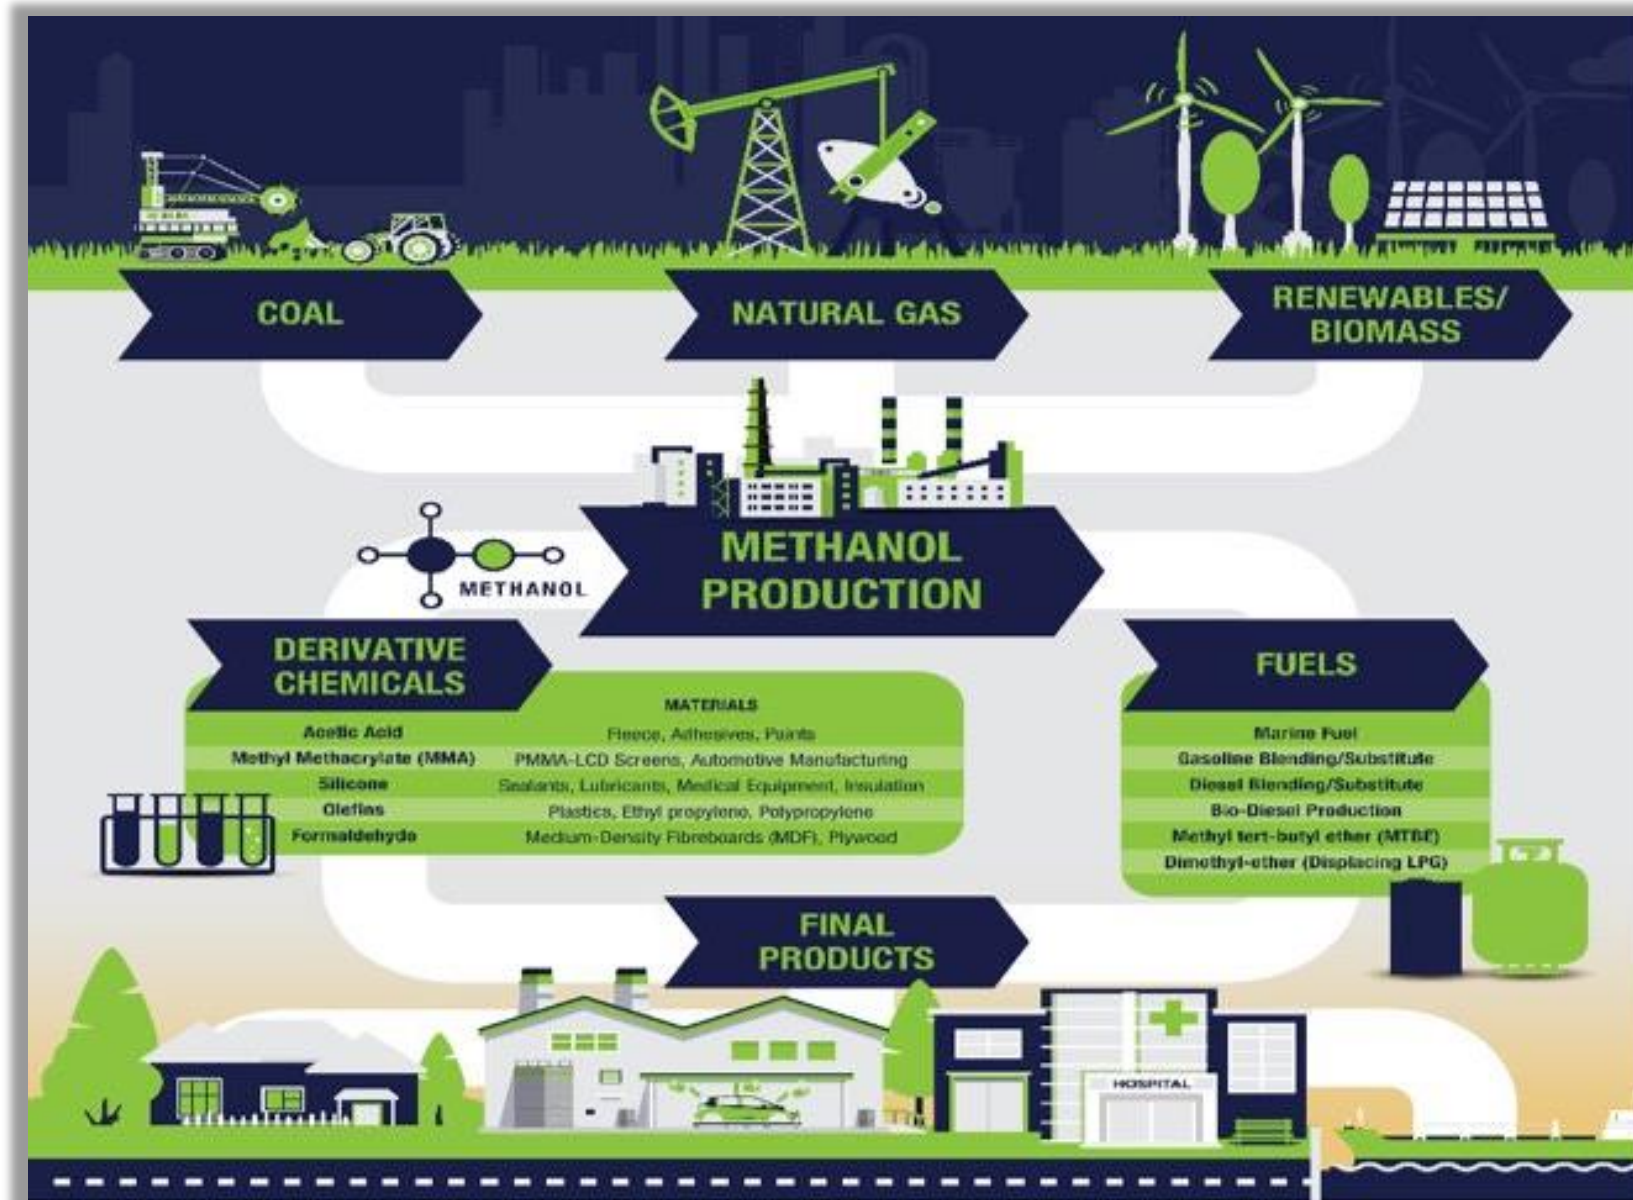 COAL
NATURAL GAS
RENEWABLES/
BIOMASS
METHANOL
METHANOL
PRODUCTION
DERIVATIVE
CHEMICALS
MATERIALS
Acetic Acid Fleece, Adhesives, Paints
Methyl Methacrylate (MMA) PMMA-LCD Screens, Automotive Manufacturing
Silicone Sealants, Lubricants, Medical Equipment, Insulation
Olefins Plastics, Ethyl propylene, Polypropylene
Formaldehyde Medium-Density Fibreboards (MDF), Plywood
FUELS
Marine Fuel
Gasoline Blending/Substitute
Diesel Blending/Substitute
Bio-Diesel Production
Methyl tert-butyl ether (MTBE)
Dimethyl-ether (Displacing LPG)
FINAL
PRODUCTS
HOSPITAL